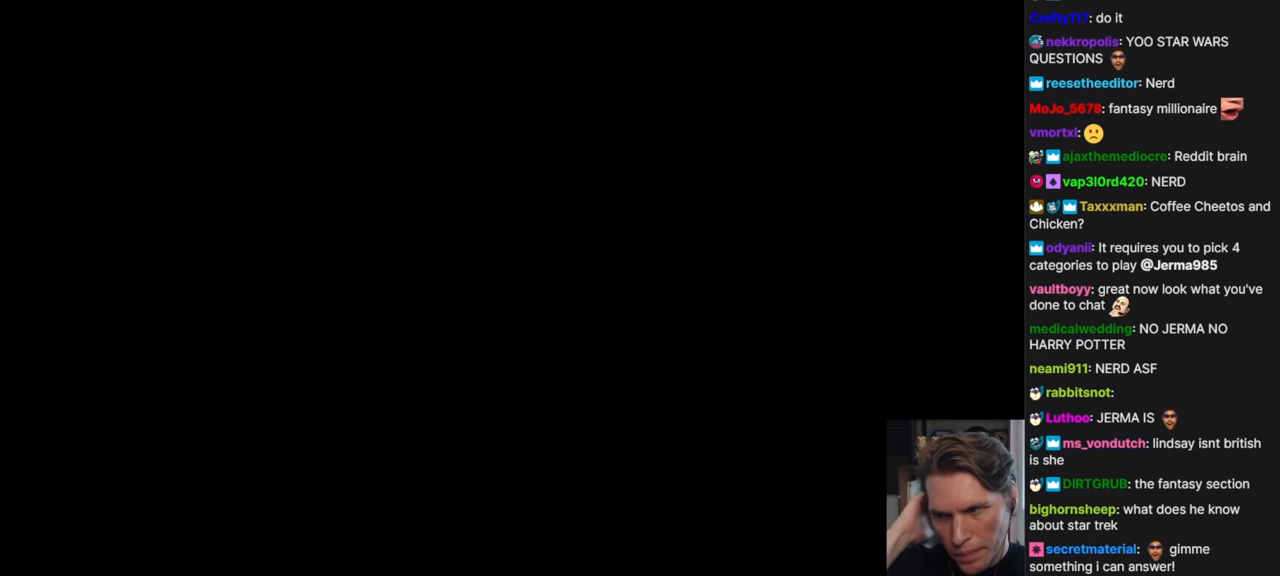 Crafty117: do it
nekkropolis: YOO STAR WARS
QUESTIONS
reesetheeditor: Nerd
MoJo_5678: fantasy millionaire
vmortxl:
ajaxthemediocre: Reddit brain
vap3l0rd420: NERD
Taxxxman: Coffee Cheetos and
Chicken?
odyanii: It requires you to pick 4
categories to play @Jerma985
vaultboyy: great now look what you've
done to chat
medicalwedding: NO JERMA NO
HARRY POTTER
neami911: NERD ASF
rabbitsnot:
Luthoo: JERMA IS
ms_vondutch: lindsay isnt british
is she
DIRTGRUB: the fantasy section
bighornsheep: what does he know
about star trek
secretmaterial: gimme
something i can answer!